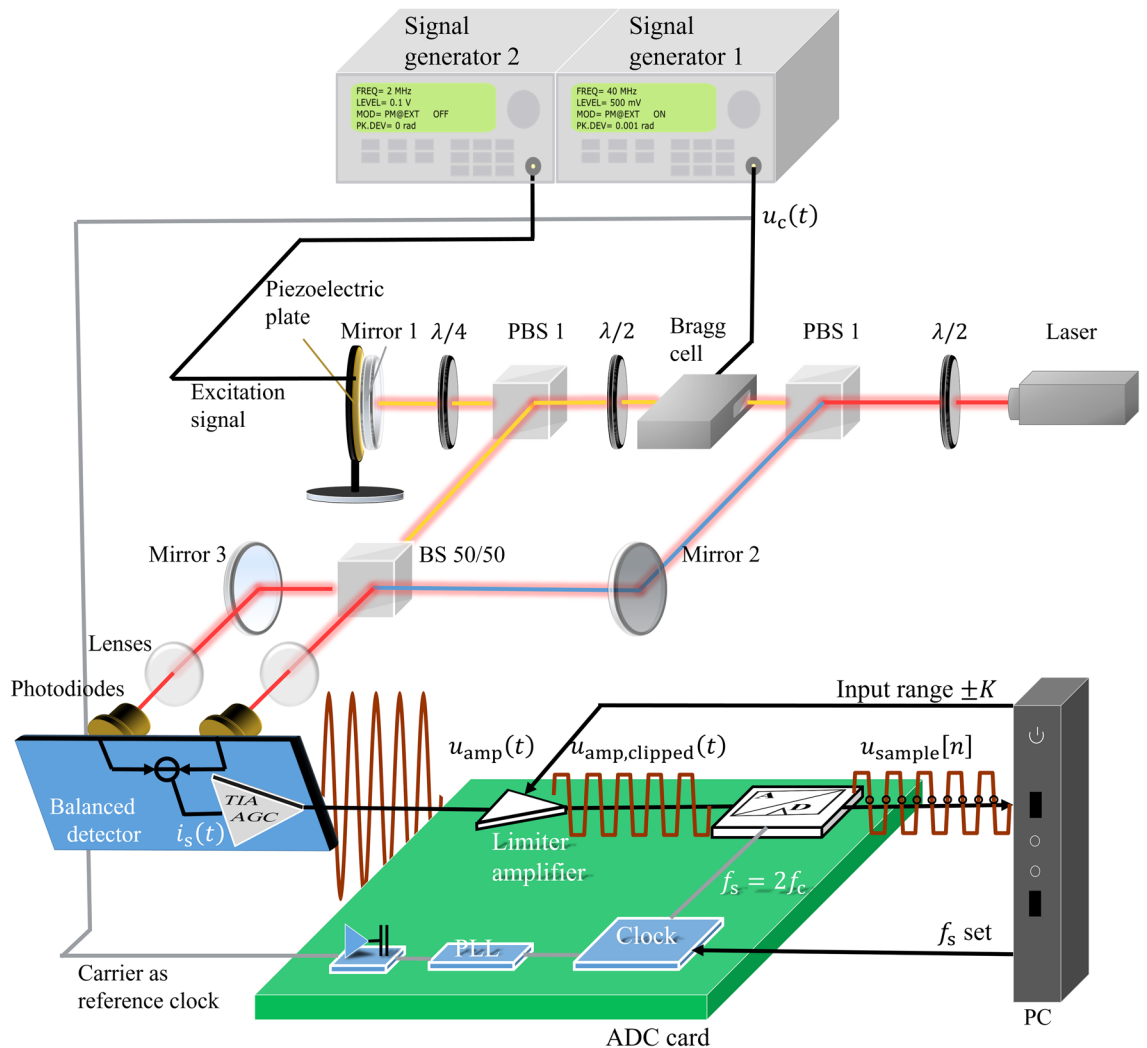 Signal
generator 2
Signal
generator 1
FREQ= 2 MHz
LEVEL= 0.1 V
MOD= PM@EXT OFF
PK.DEV= 0 rad
FREQ= 40 MHz
LEVEL= 500 mV
MOD= PM@EXT ON
PK.DEV= 0.001 rad
u_c(t)
Piezoelectric
plate
Mirror 1
λ/4
PBS 1
λ/2
Bragg
cell
PBS 1
λ/2
Laser
Excitation
signal
Mirror 3
BS 50/50
Mirror 2
Lenses
Photodiodes
Input range ±K
u_amp(t)
u_amp,clipped(t)
u_sample[n]
Balanced
detector
i_s(t)
TIA
AGC
A
D
Limiter
amplifier
f_s = 2f_c
Clock
PLL
f_s set
Carrier as
reference clock
PC
ADC card